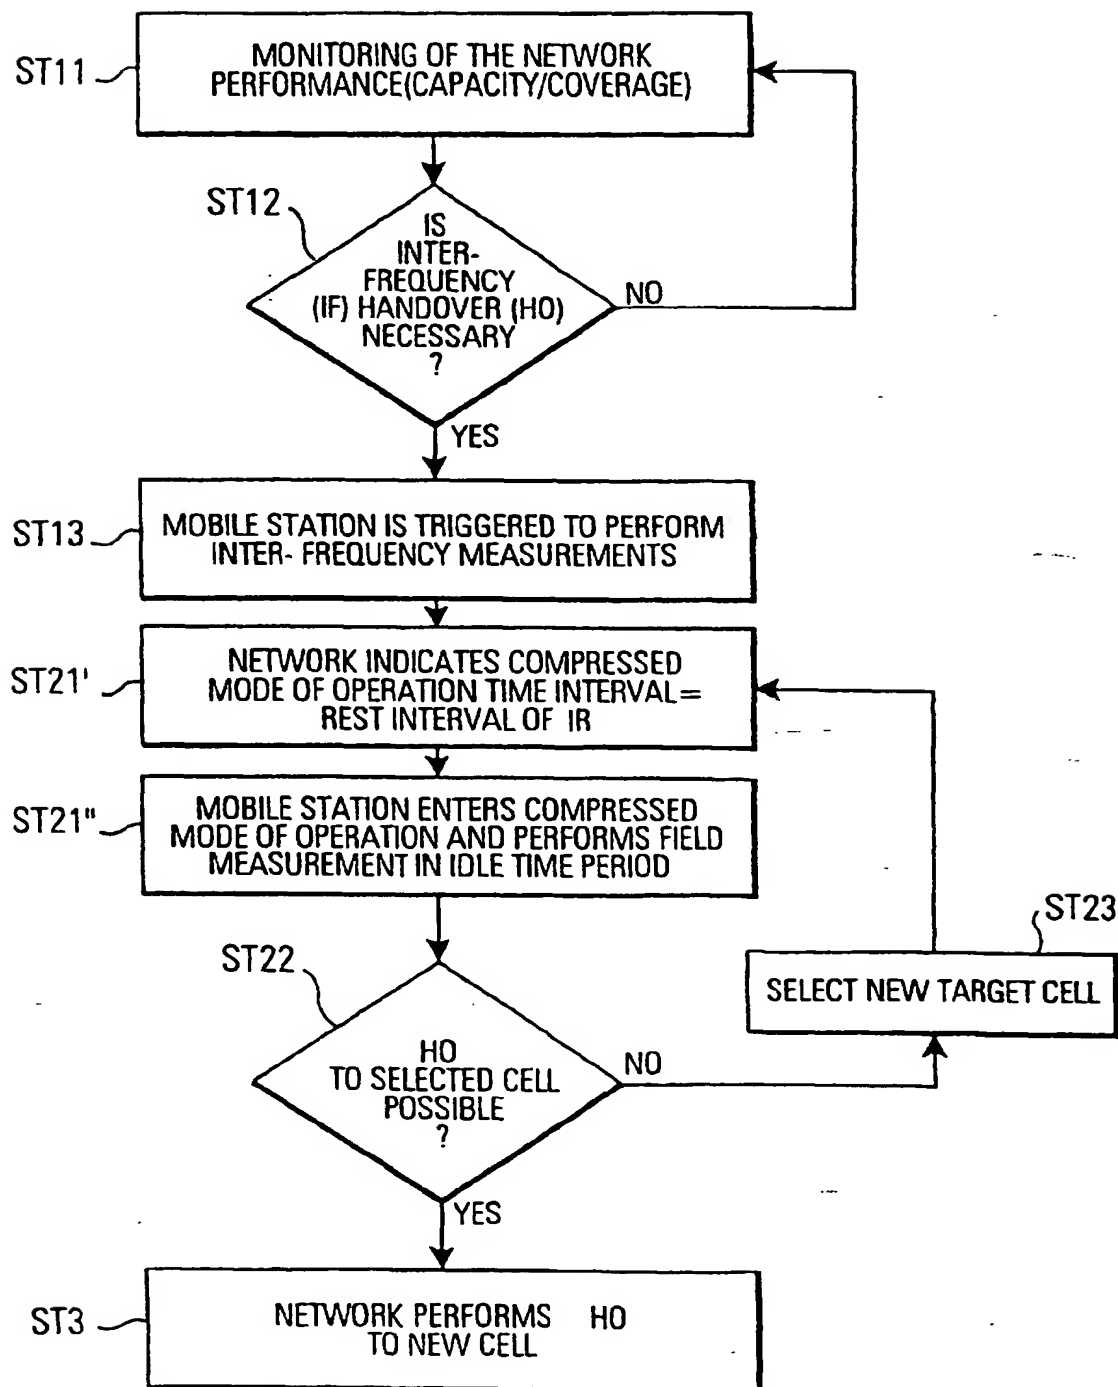 ST11
MONITORING OF THE NETWORK
PERFORMANCE(CAPACITY/COVERAGE)
ST12
IS
INTER-
FREQUENCY
(IF) HANDOVER (HO)
NECESSARY
?
NO
YES
ST13
MOBILE STATION IS TRIGGERED TO PERFORM
INTER- FREQUENCY MEASUREMENTS
ST21'
NETWORK INDICATES COMPRESSED
MODE OF OPERATION TIME INTERVAL=
REST INTERVAL OF IR
ST21"
MOBILE STATION ENTERS COMPRESSED
MODE OF OPERATION AND PERFORMS FIELD
MEASUREMENT IN IDLE TIME PERIOD
ST23
SELECT NEW TARGET CELL
ST22
HO
TO SELECTED CELL
POSSIBLE
?
NO
YES
ST3
NETWORK PERFORMS HO
TO NEW CELL